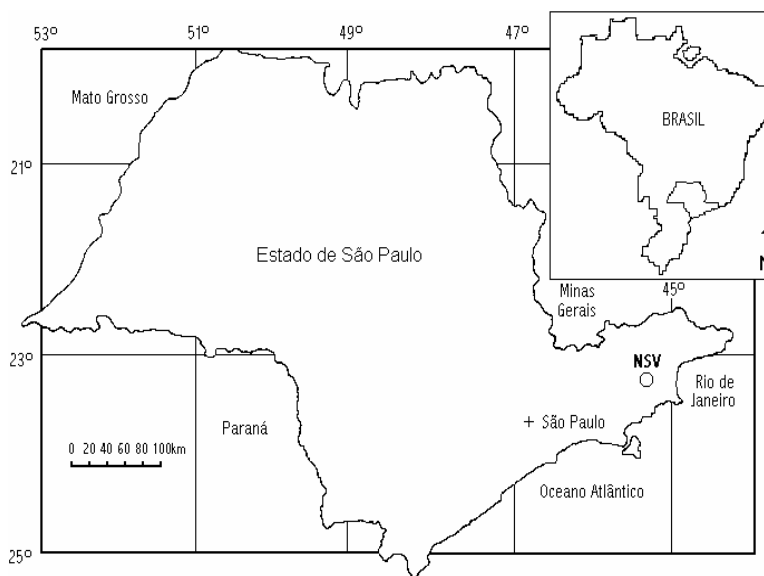 53º
51º
49º
47º
Mato Grosso
BRASIL
21º
N
Estado de São Paulo
Minas
Gerais
45º
23º
NSV
Rio de
Janeiro
Paraná
São Paulo
0 20 40 60 80 100km
Oceano Atlântico
25º